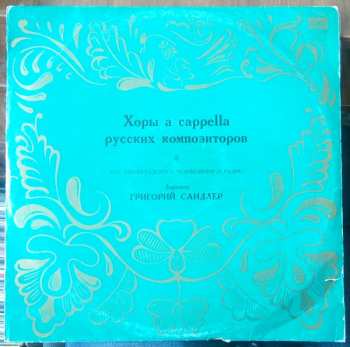 Хоры a cappella
русских композиторов
Дирижер
ГРИГОРИЙ САНДЛЕР